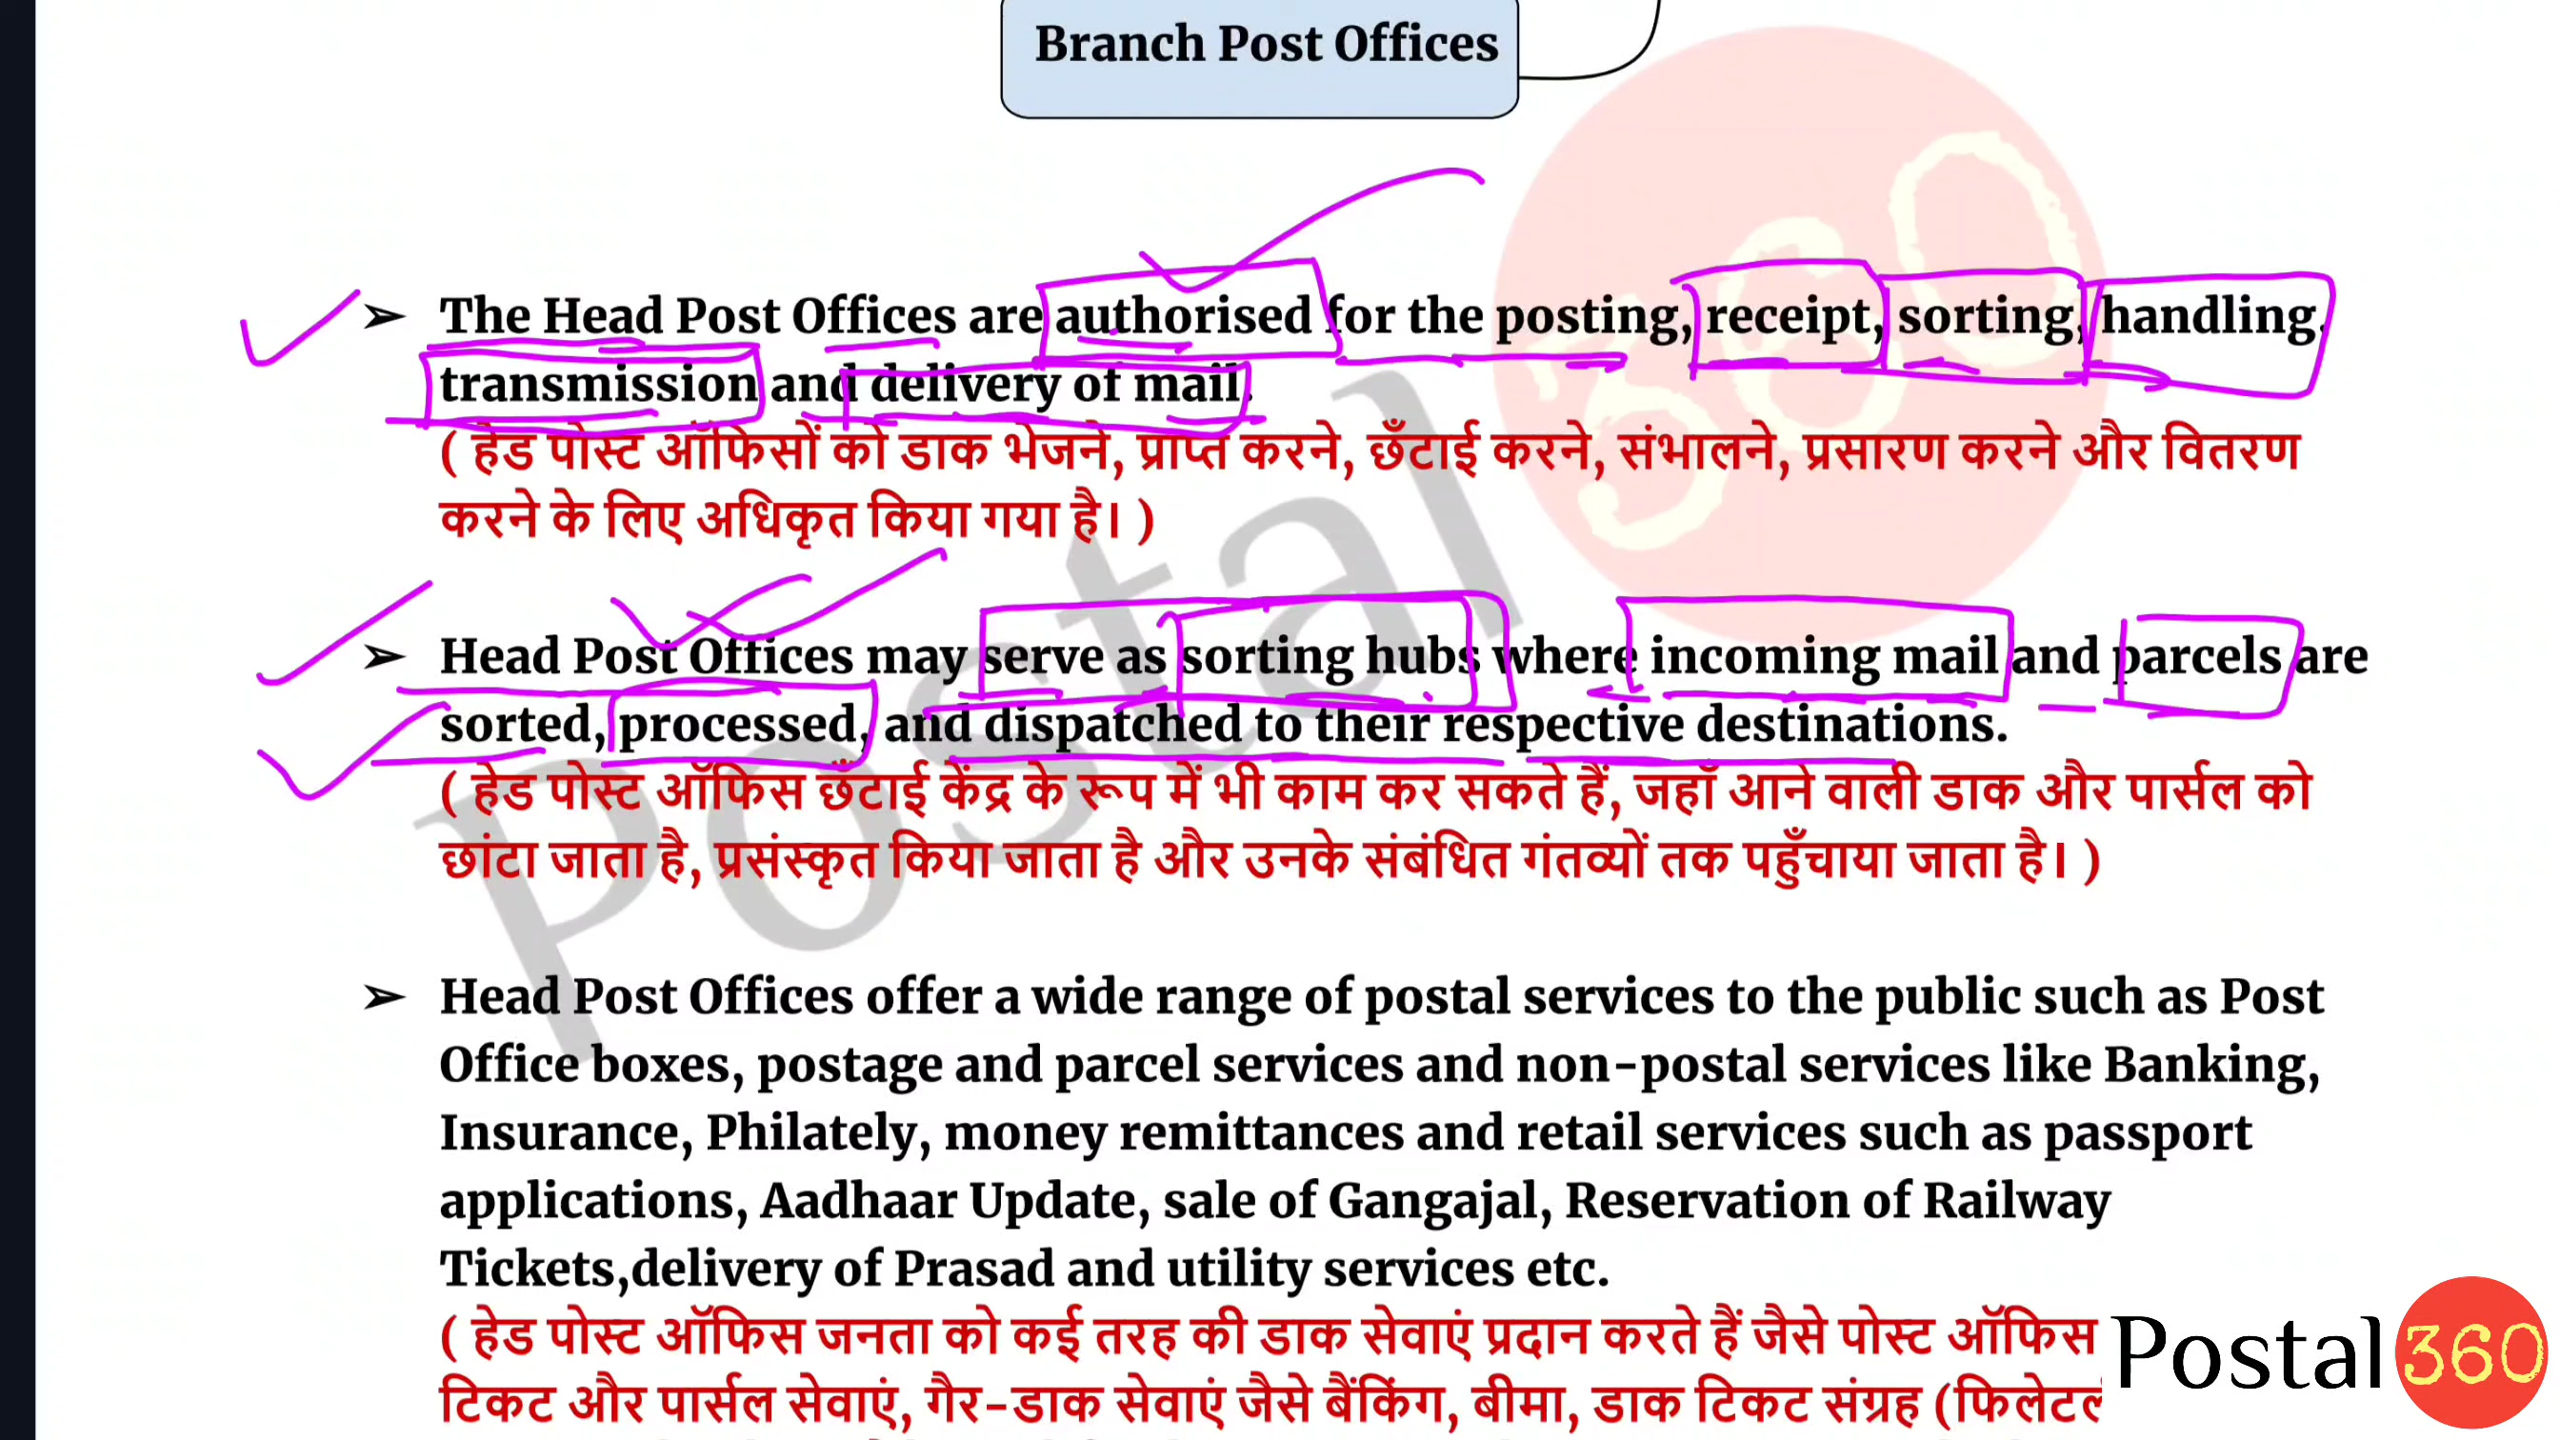 Branch Post Offices
➢ The Head Post Offices are authorised for the posting, receipt, sorting, handling,
transmission and delivery of mail.
( हेड पोस्ट ऑफिसों को डाक भेजने, प्राप्त करने, छँटाई करने, संभालने, प्रसारण करने और वितरण
करने के लिए अधिकृत किया गया है। )
➢ Head Post Offices may serve as sorting hubs where incoming mail and parcels are
sorted, processed, and dispatched to their respective destinations.
( हेड पोस्ट ऑफिस छँटाई केंद्र के रूप में भी काम कर सकते हैं, जहाँ आने वाली डाक और पार्सल को
छांटा जाता है, प्रसंस्कृत किया जाता है और उनके संबंधित गंतव्यों तक पहुँचाया जाता है। )
➢ Head Post Offices offer a wide range of postal services to the public such as Post
Office boxes, postage and parcel services and non-postal services like Banking,
Insurance, Philately, money remittances and retail services such as passport
applications, Aadhaar Update, sale of Gangajal, Reservation of Railway
Tickets,delivery of Prasad and utility services etc.
( हेड पोस्ट ऑफिस जनता को कई तरह की डाक सेवाएं प्रदान करते हैं जैसे पोस्ट ऑफिस
टिकट और पार्सल सेवाएं, गैर-डाक सेवाएं जैसे बैंकिंग, बीमा, डाक टिकट संग्रह
Postal 360
Postal 360